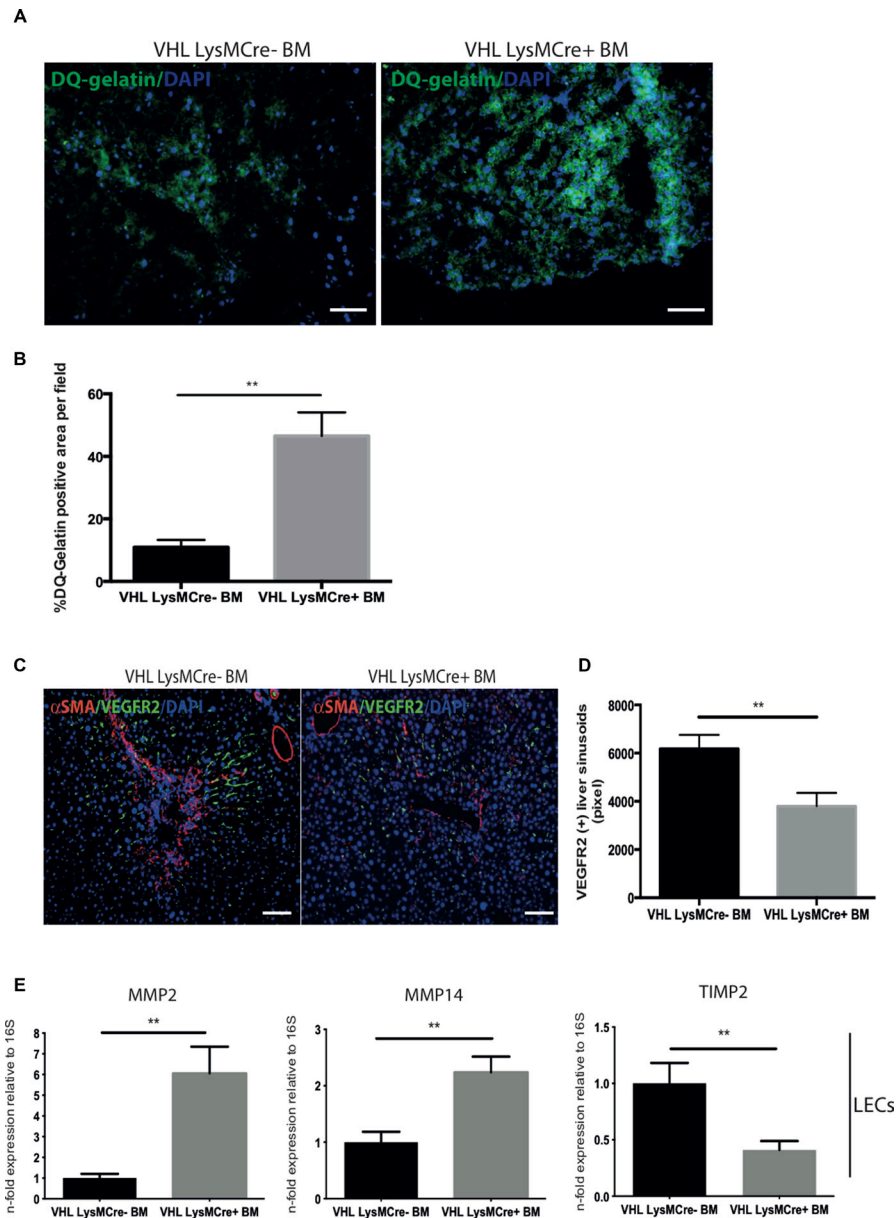 A
VHL LysMCre- BM
VHL LysMCre+ BM
DQ-gelatin/DAPI
DQ-gelatin/DAPI
B
%DQ-Gelatin positive area per field
60
40
20
0
**
VHL LysMCre- BM
VHL LysMCre+ BM
C
VHL LysMCre- BM
VHL LysMCre+ BM
αSMA/VEGFR2/DAPI
αSMA/VEGFR2/DAPI
D
VEGFR2 (+) liver sinusoids
(pixel)
8000
6000
4000
2000
0
**
VHL LysMCre- BM
VHL LysMCre+ BM
E
MMP2
n-fold expression relative to 16S
8
7
6
5
4
3
2
1
0
**
VHL LysMCre- BM
VHL LysMCre+ BM
MMP14
n-fold expression relative to 16S
3
2
1
0
**
VHL LysMCre- BM
VHL LysMCre+ BM
TIMP2
n-fold expression relative to 16S
1.5
1.0
0.5
0.0
**
VHL LysMCre- BM
VHL LysMCre+ BM
LECs